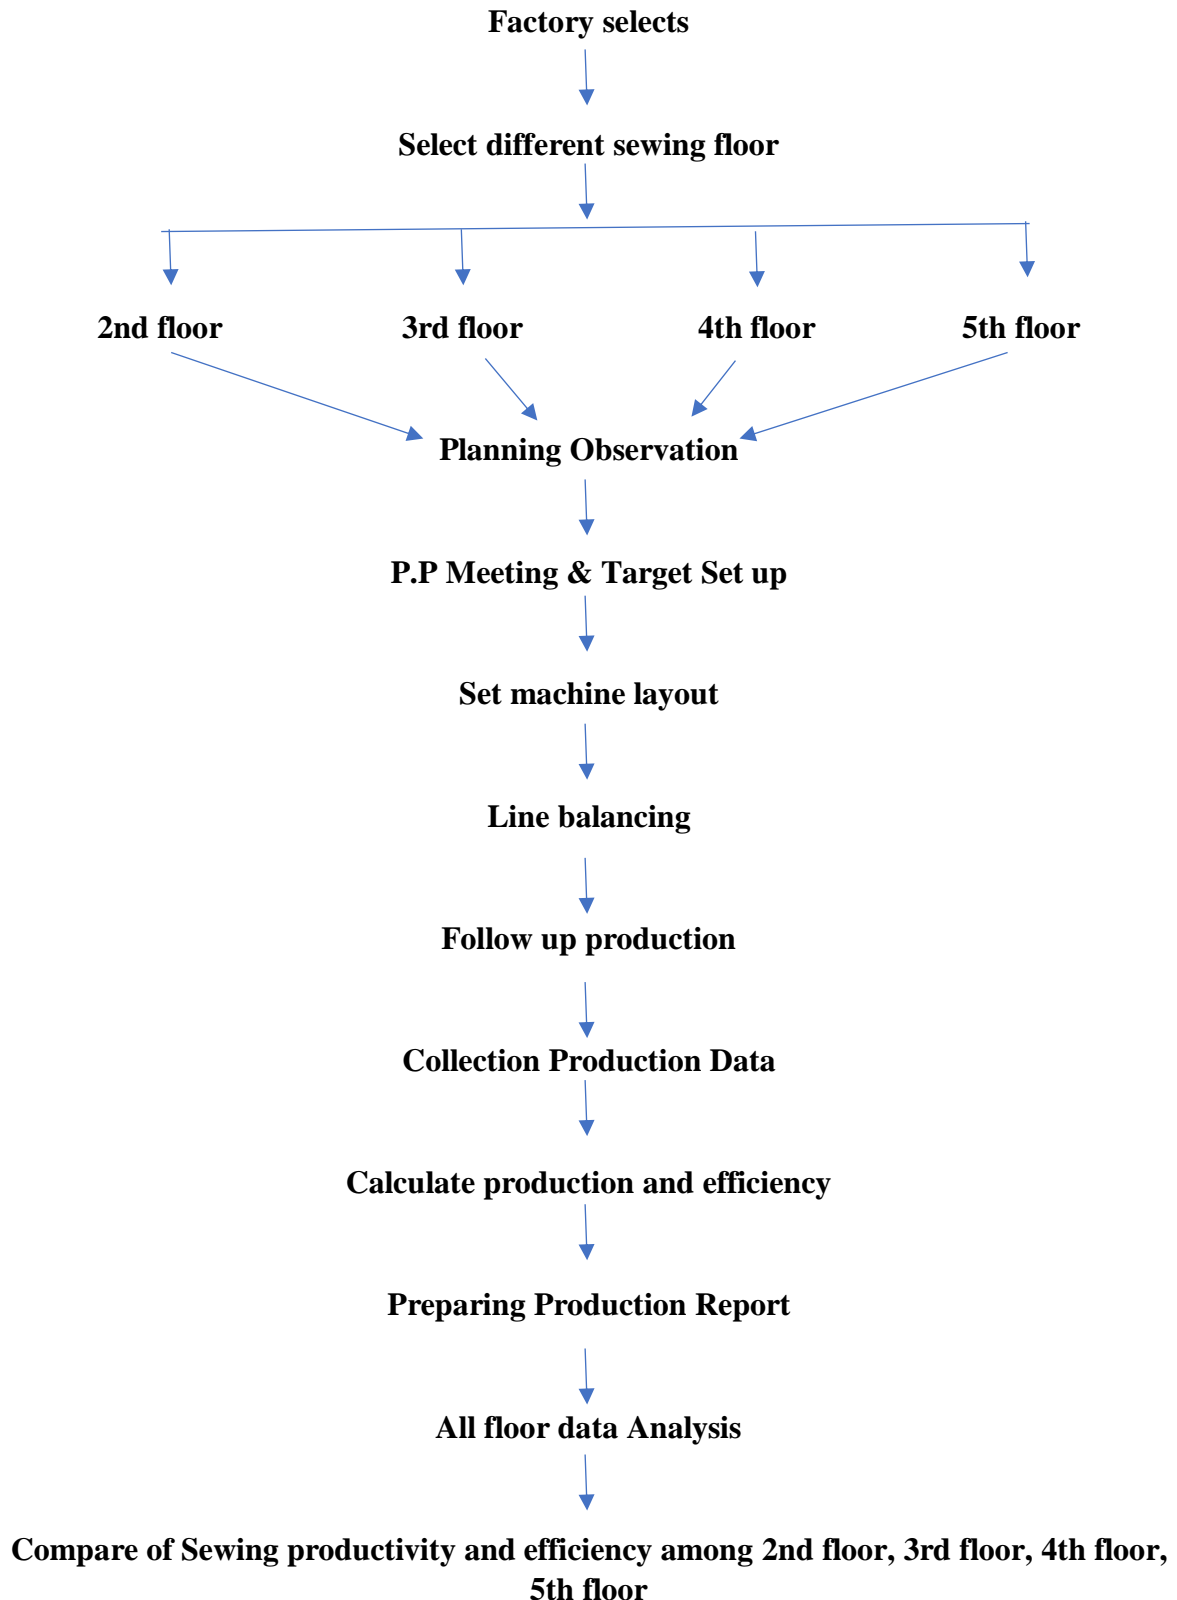 Factory selects
Select different sewing floor
2nd floor
3rd floor
4th floor
5th floor
Planning Observation
P.P Meeting & Target Set up
Set machine layout
Line balancing
Follow up production
Collection Production Data
Calculate production and efficiency
Preparing Production Report
All floor data Analysis
Compare of Sewing productivity and efficiency among 2nd floor, 3rd floor, 4th floor,
5th floor